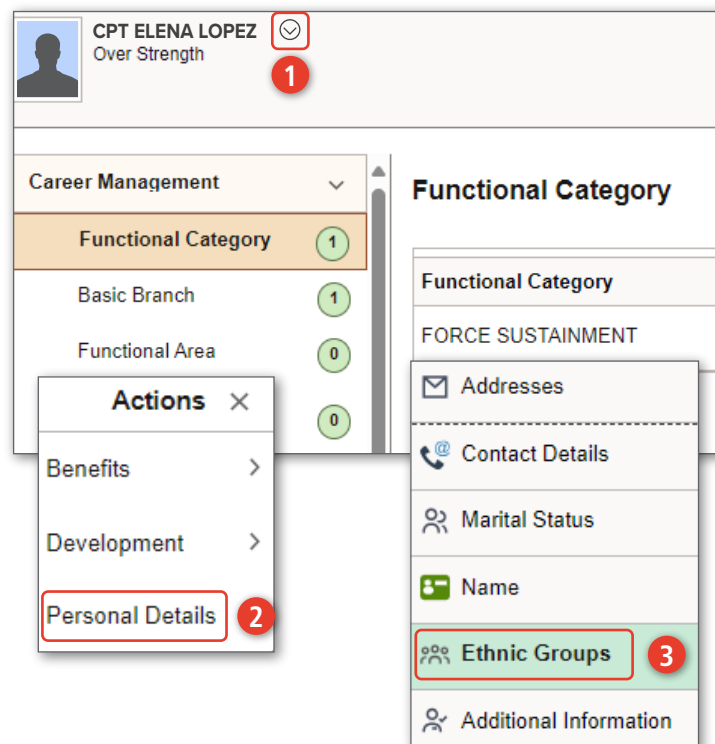 CPT ELENA LOPEZ
Over Strength
1
Career Management
Functional Category 1
Basic Branch 1
Functional Area 0
0
Functional Category
Functional Category
FORCE SUSTAINMENT
Actions ×
Benefits
Development
Personal Details 2
Addresses
@
Contact Details
Marital Status
Name
Ethnic Groups 3
Additional Information